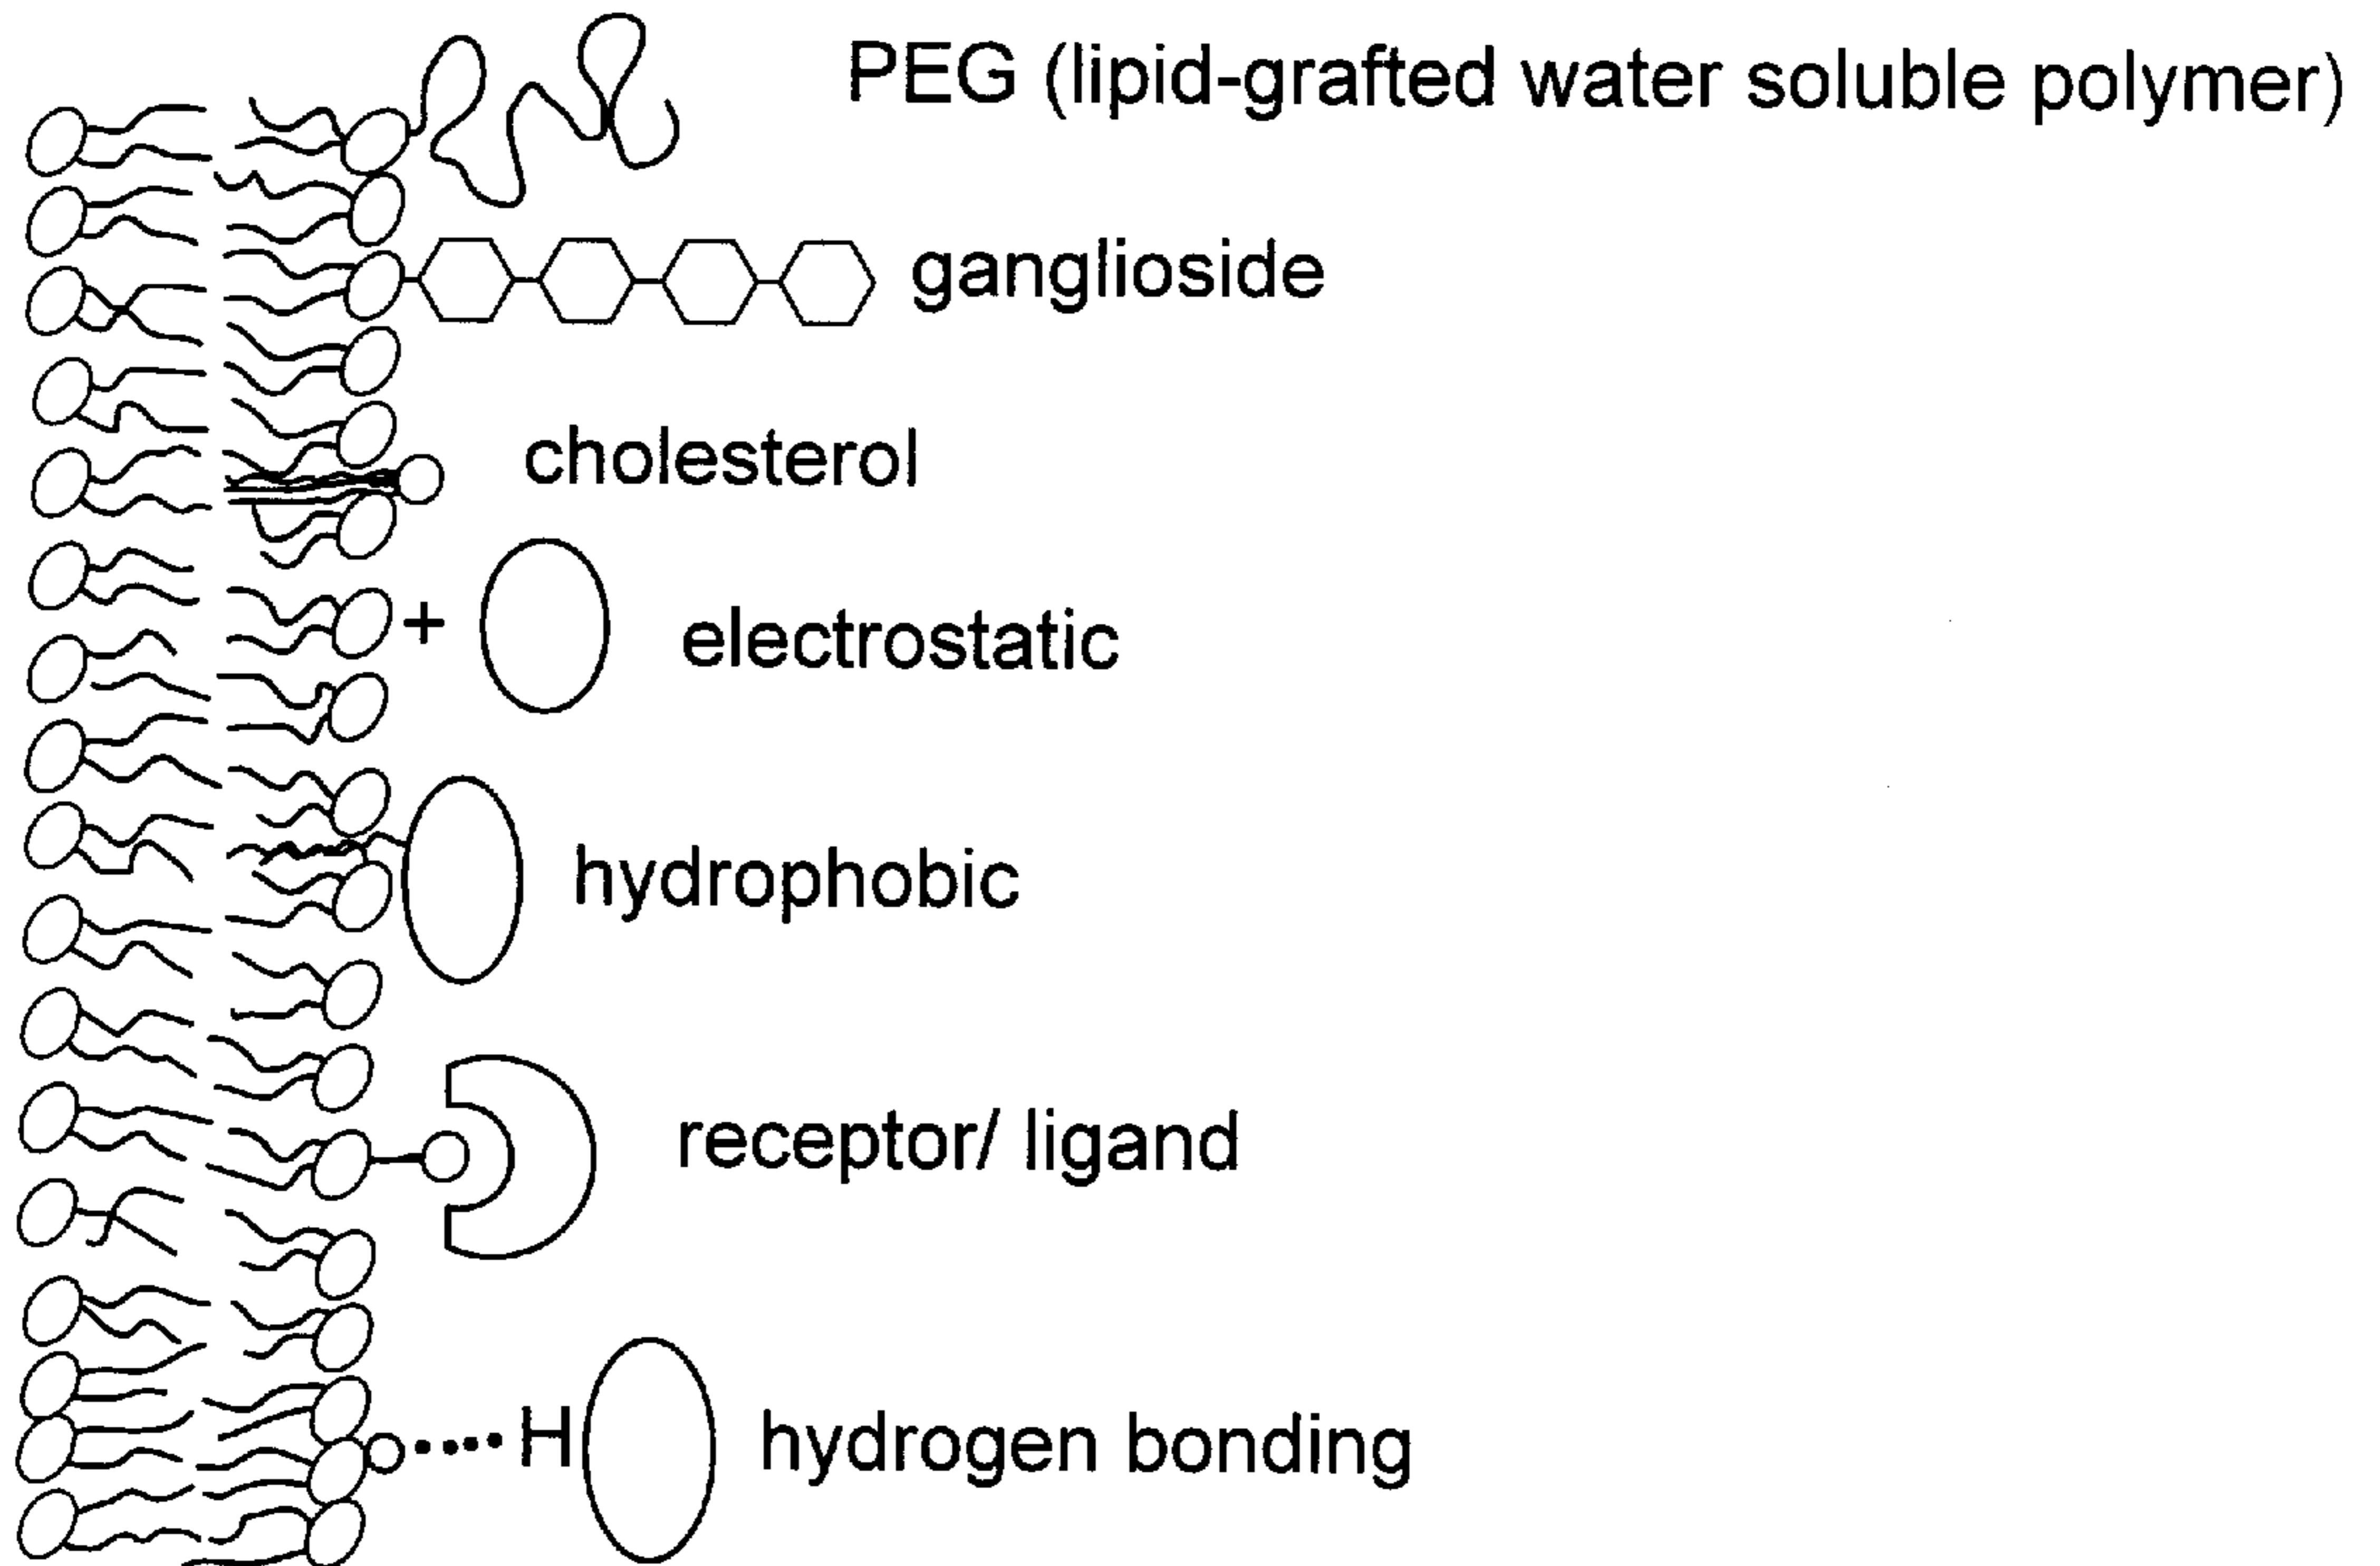 PEG (lipid-grafted water soluble polymer)
ganglioside
cholesterol
+
electrostatic
hydrophobic
receptor/ ligand
H
hydrogen bonding